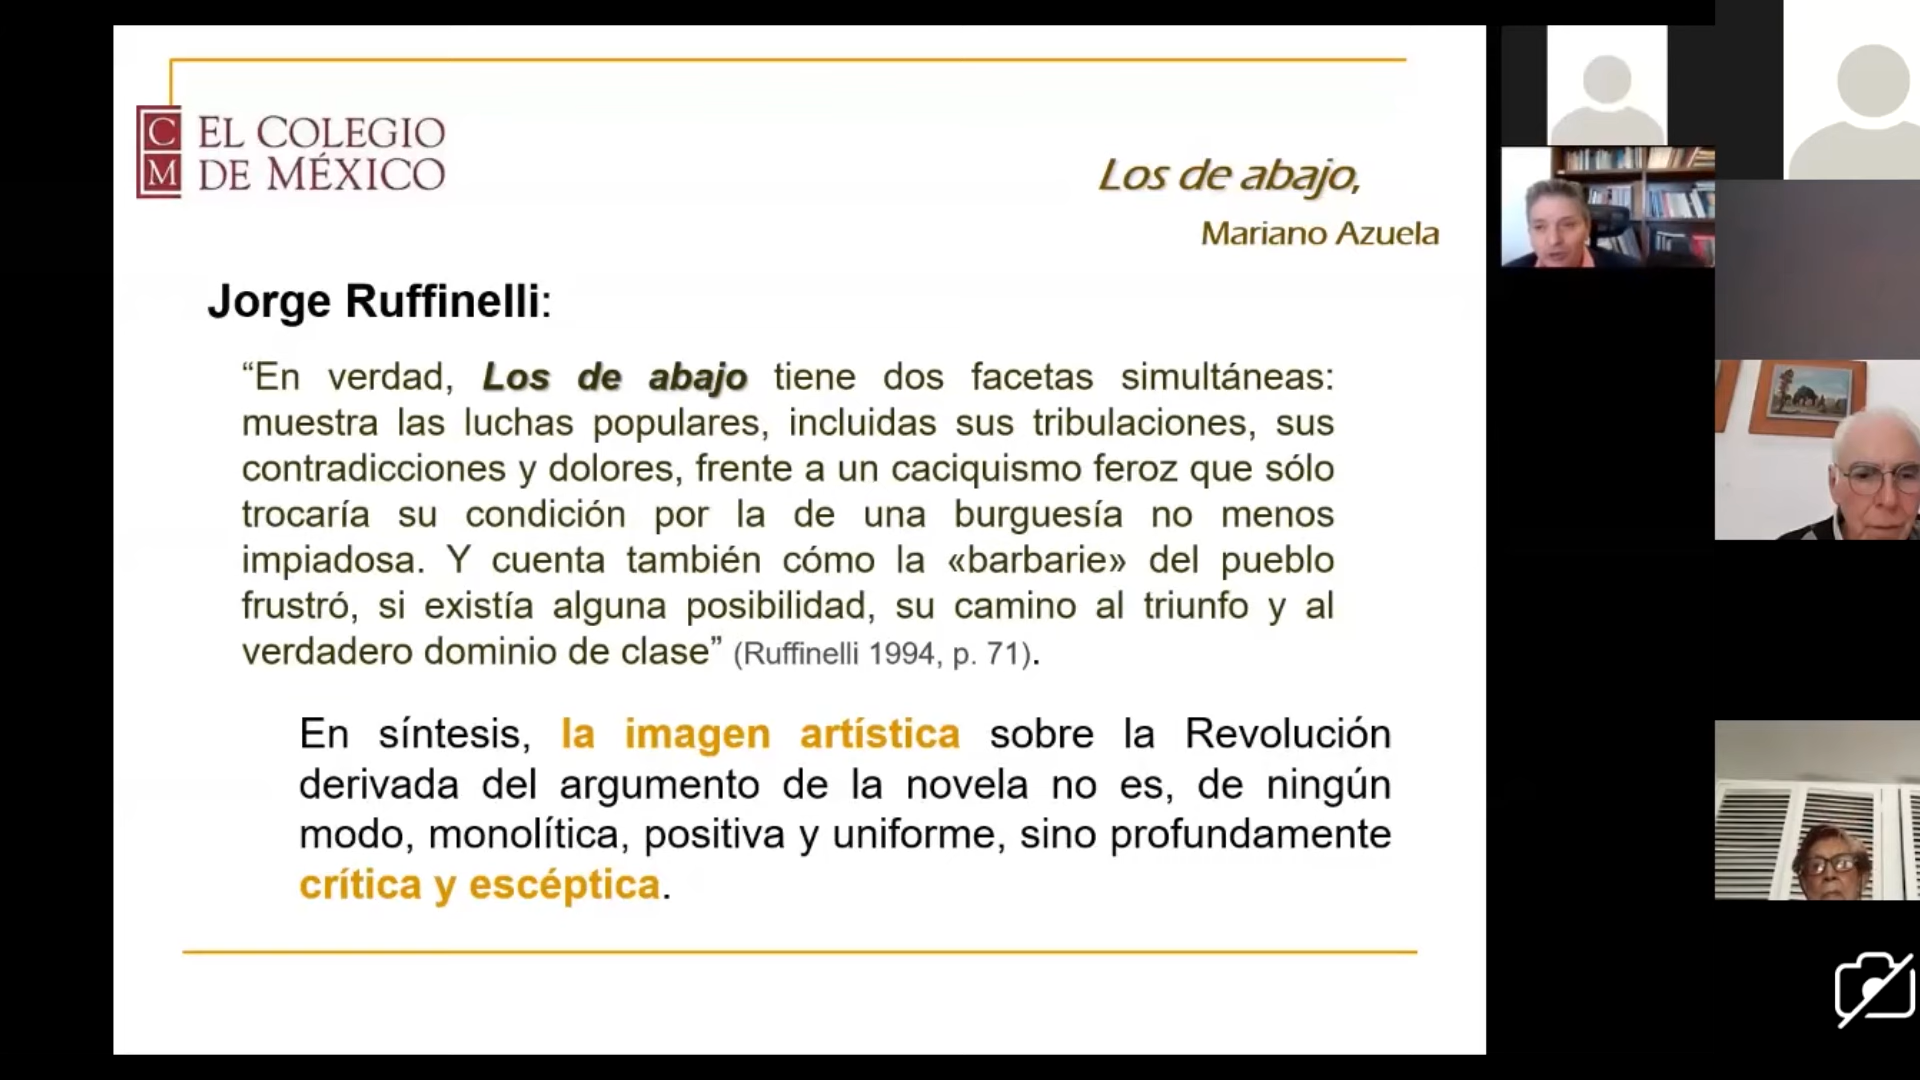 C
M
EL COLEGIO
DE MÉXICO
Los de abajo,
Mariano Azuela
Jorge Ruffinelli:
“En verdad, Los de abajo tiene dos facetas simultáneas:
muestra las luchas populares, incluidas sus tribulaciones, sus
contradicciones y dolores, frente a un caciquismo feroz que sólo
trocaría su condición por la de una burguesía no menos
impiadosa. Y cuenta también cómo la «barbarie» del pueblo
frustró, si existía alguna posibilidad, su camino al triunfo y al
verdadero dominio de clase” (Ruffinelli 1994, p. 71).
En síntesis, la imagen artística sobre la Revolución
derivada del argumento de la novela no es, de ningún
modo, monolítica, positiva y uniforme, sino profundamente
crítica y escéptica.